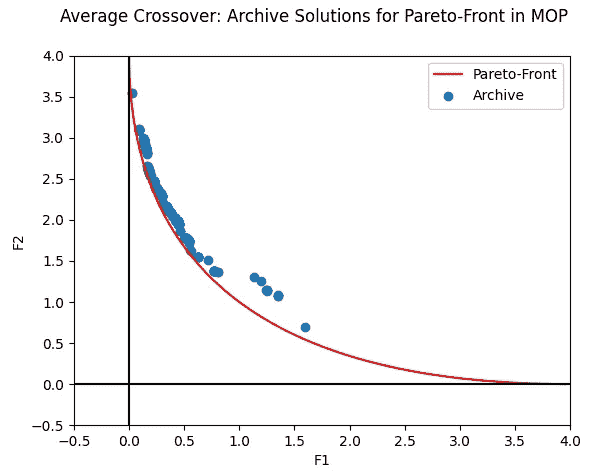 Average Crossover: Archive Solutions for Pareto-Front in MOP
Pareto-Front
Archive
4.0
3.5
3.0
2.5
2.0
1.5
1.0
0.5
0.0
−0.5
F2
−0.5 0.0 0.5 1.0 1.5 2.0 2.5 3.0 3.5 4.0
F1